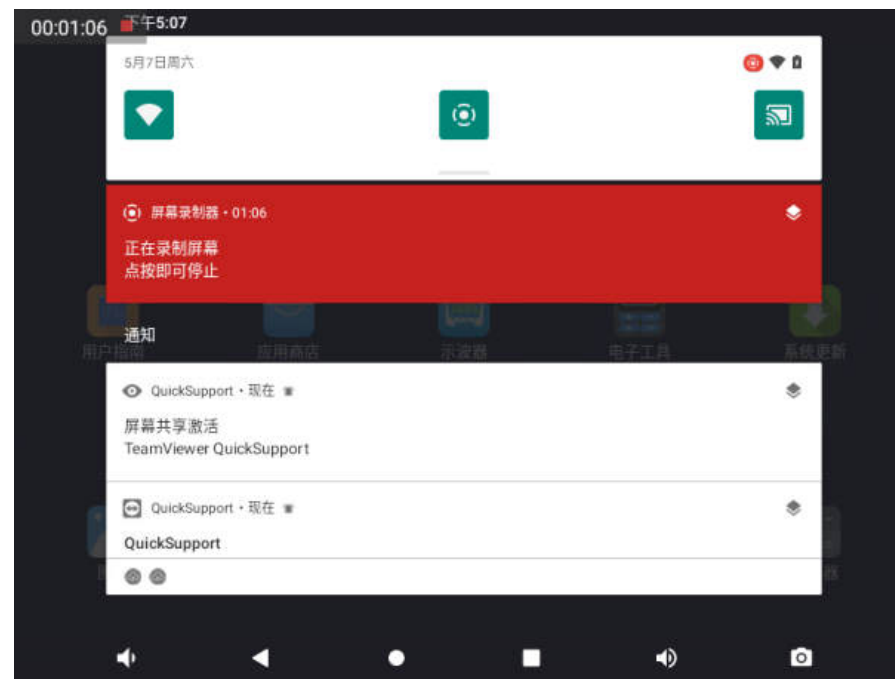 00:01:06
下午5:07
5月7日周六
屏幕录制器 • 01:06
正在录制屏幕
点按即可停止
通知
用户指南
应用商店
示波器
电子工具
系统更新
QuickSupport • 现在
屏幕共享激活
TeamViewer QuickSupport
QuickSupport • 现在
QuickSupport